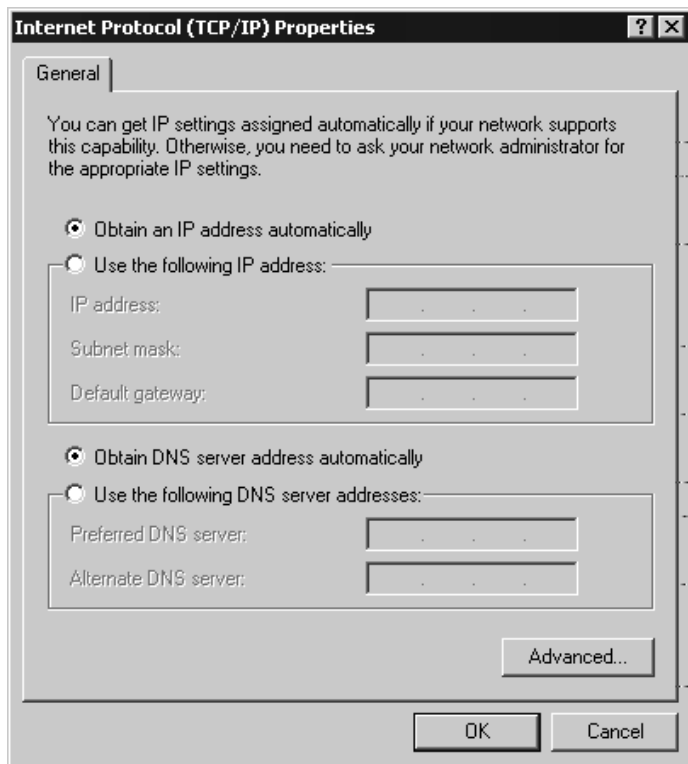 Internet Protocol (TCP/IP) Properties
General
You can get IP settings assigned automatically if your network supports
this capability. Otherwise, you need to ask your network administrator for
the appropriate IP settings.
Obtain an IP address automatically
Use the following IP address:
IP address:
Subnet mask:
Default gateway:
Obtain DNS server address automatically
Use the following DNS server addresses:
Preferred DNS server:
Alternate DNS server:
Advanced...
OK Cancel